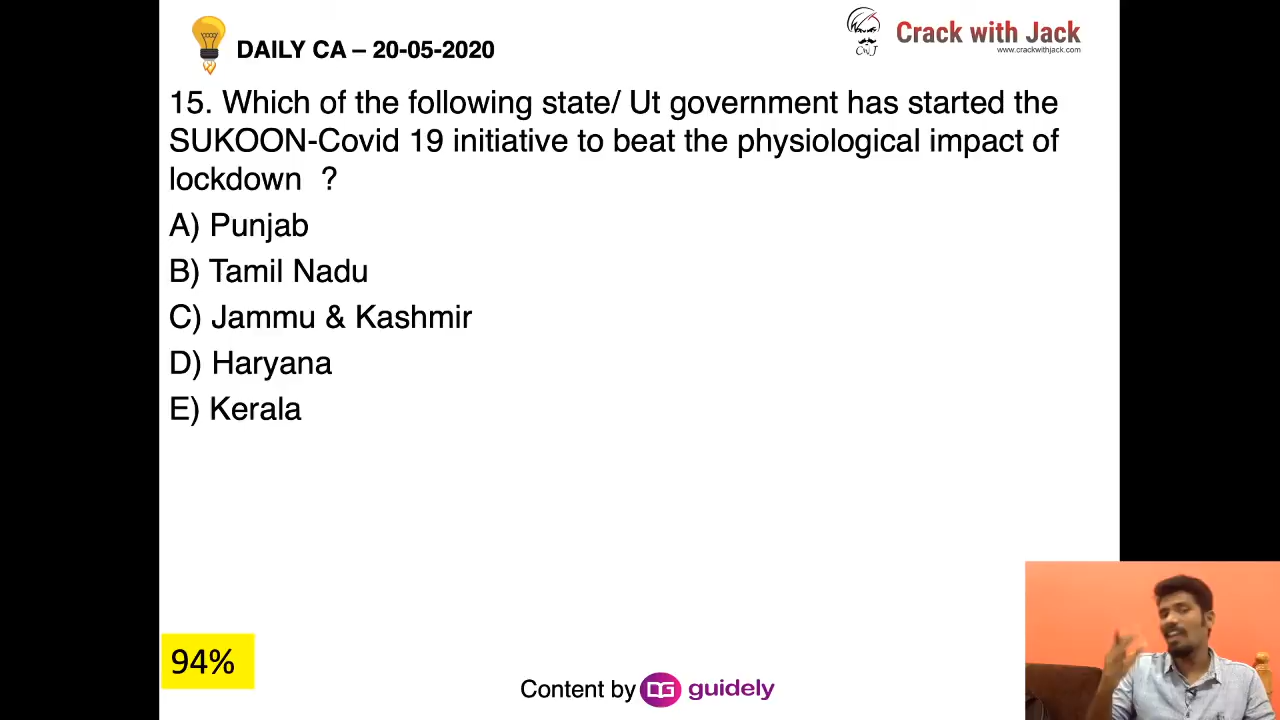 DAILY CA – 20-05-2020
Crack with Jack
www.crackwithjack.com
CWJ
15. Which of the following state/ Ut government has started the
SUKOON-Covid 19 initiative to beat the physiological impact of
lockdown ?
A) Punjab
B) Tamil Nadu
C) Jammu & Kashmir
D) Haryana
E) Kerala
94%
Content by guidely